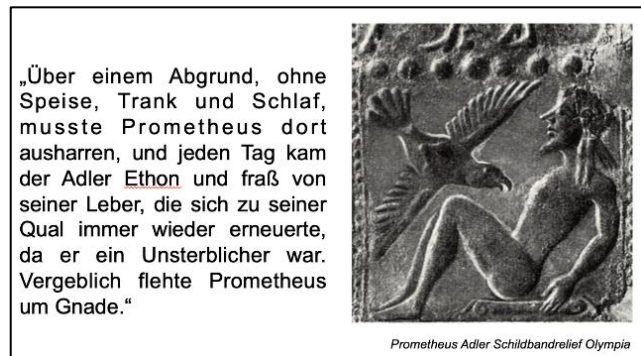 „Über einem Abgrund, ohne
Speise, Trank und Schlaf,
musste Prometheus dort
ausharren, und jeden Tag kam
der Adler Ethon und fraß von
seiner Leber, die sich zu seiner
Qual immer wieder erneuerte,
da er ein Unsterblicher war.
Vergeblich flehte Prometheus
um Gnade.“
Prometheus Adler Schildbandrelief Olympia